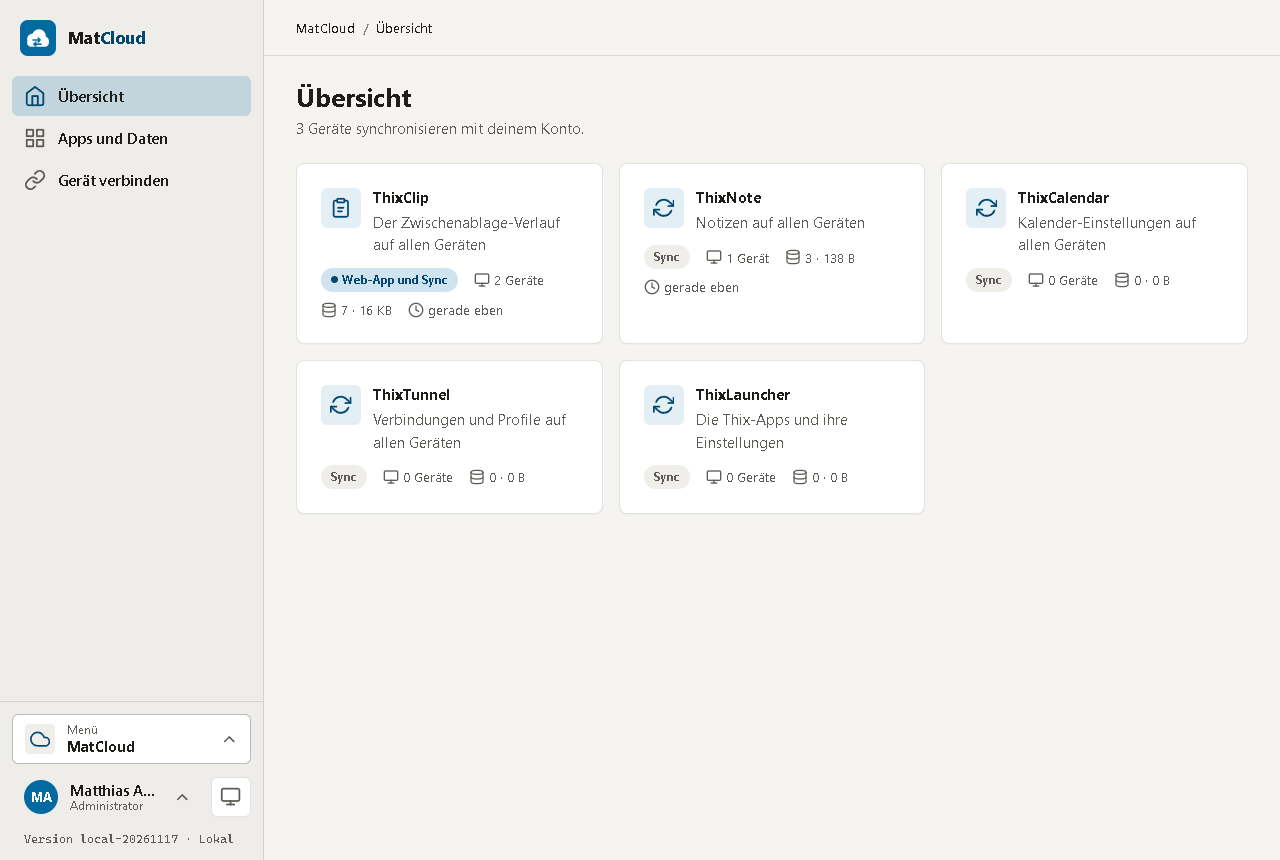 MatCloud
Übersicht
Apps und Daten
Gerät verbinden
Menü
MatCloud
MA
Matthias A...
Administrator
Version local-20261117 · Lokal
MatCloud / Übersicht
Übersicht
3 Geräte synchronisieren mit deinem Konto.
ThixClip
Der Zwischenablage-Verlauf
auf allen Geräten
Web-App und Sync 2 Geräte
7 · 16 KB gerade eben
ThixNote
Notizen auf allen Geräten
Sync 1 Gerät 3 · 138 B
gerade eben
ThixCalendar
Kalender-Einstellungen auf
allen Geräten
Sync 0 Geräte 0 · 0 B
ThixTunnel
Verbindungen und Profile auf
allen Geräten
Sync 0 Geräte 0 · 0 B
ThixLauncher
Die Thix-Apps und ihre
Einstellungen
Sync 0 Geräte 0 · 0 B